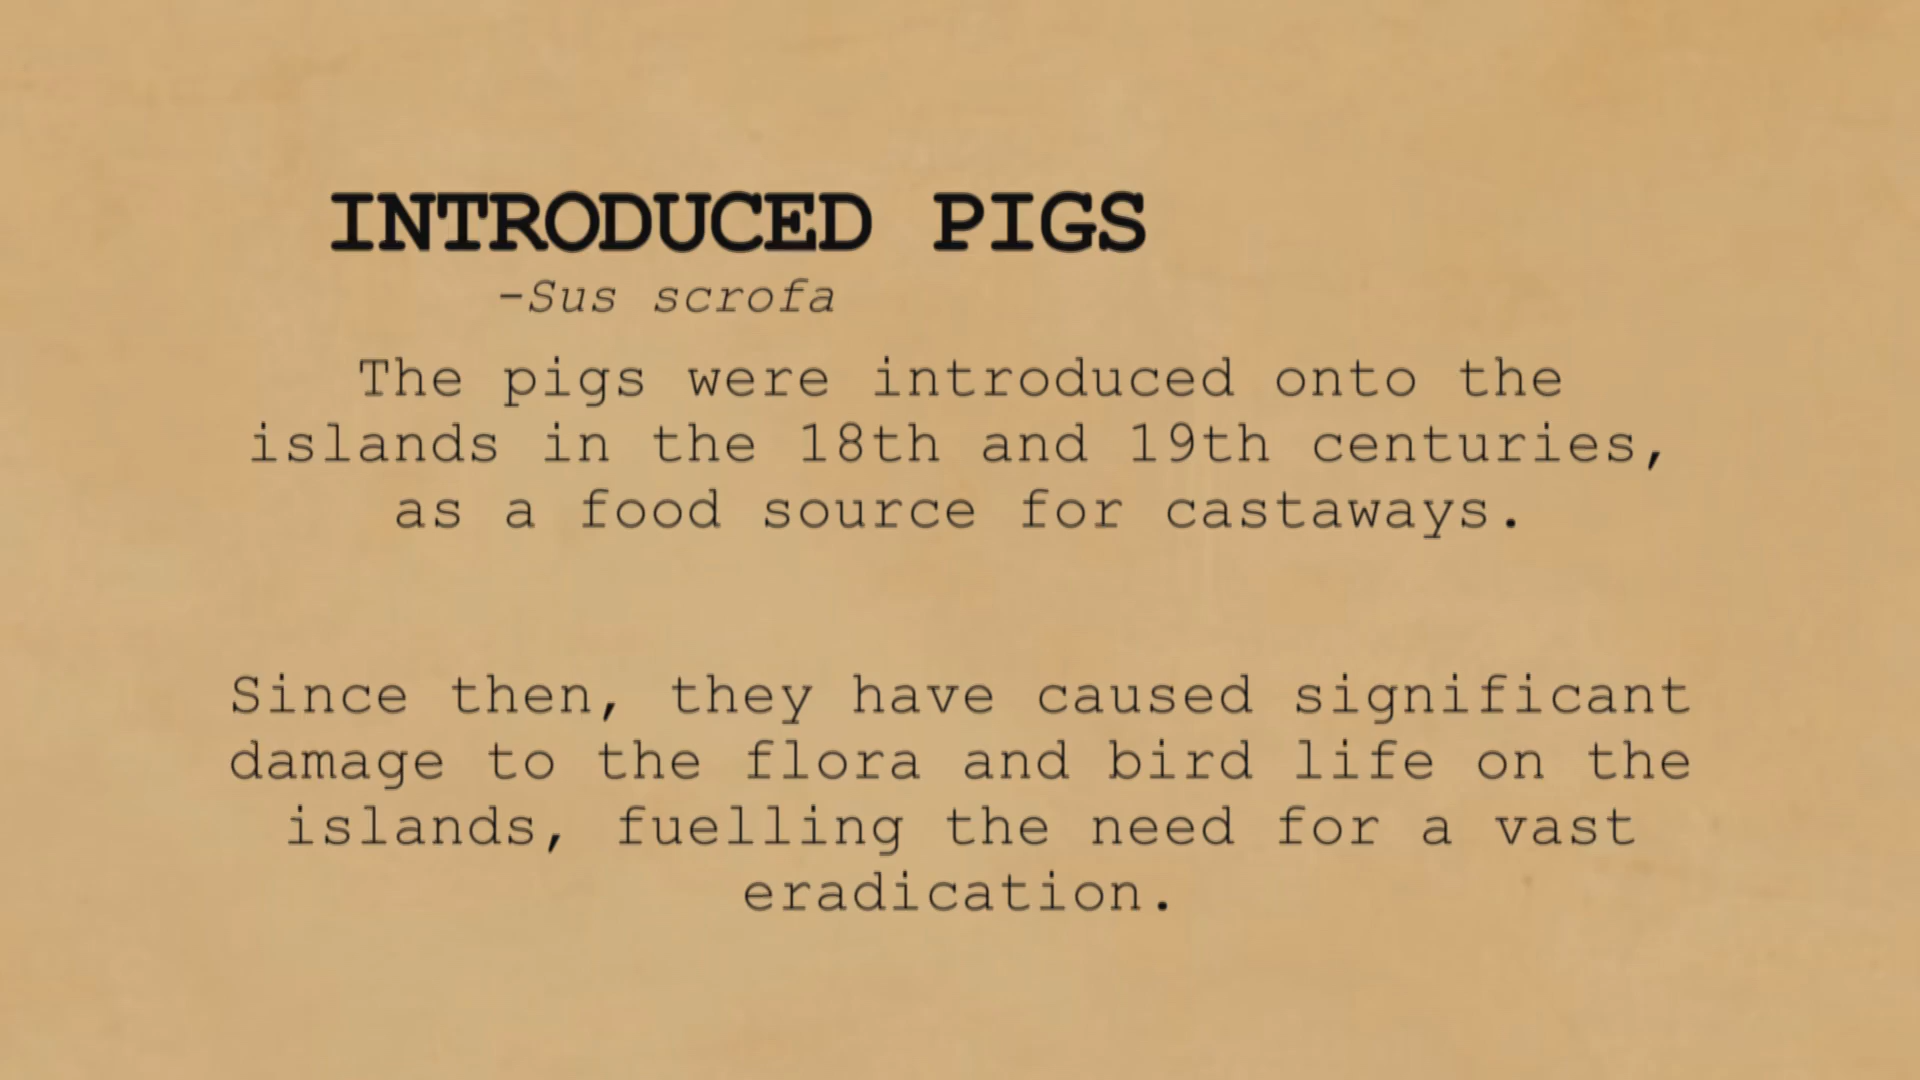 INTRODUCED PIGS
-Sus scrofa
The pigs were introduced onto the
islands in the 18th and 19th centuries,
as a food source for castaways.
Since then, they have caused significant
damage to the flora and bird life on the
islands, fuelling the need for a vast
eradication.